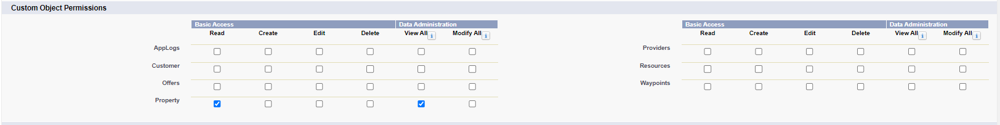 Custom Object Permissions
Basic Access Data Administration Basic Access Data Administration
Read Create Edit Delete View All i Modify All i Read Create Edit Delete View All i Modify All i
AppLogs Providers
Customer Resources
Offers Waypoints
Property